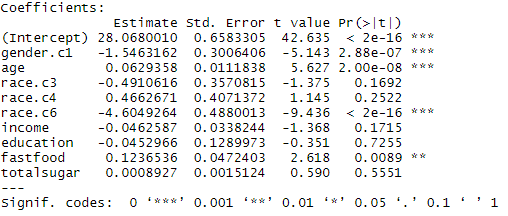 Coefficients:
Estimate Std. Error t value Pr(>|t|)
(Intercept) 28.0680010 0.6583305 42.635 < 2e-16 ***
gender.c1 -1.5463162 0.3006406 -5.143 2.88e-07 ***
age 0.0629358 0.0111838 5.627 2.00e-08 ***
race.c3 -0.4910616 0.3570815 -1.375 0.1692
race.c4 0.4662671 0.4071372 1.145 0.2522
race.c6 -4.6049264 0.4880013 -9.436 < 2e-16 ***
income -0.0462587 0.0338244 -1.368 0.1715
education -0.0452966 0.1289973 -0.351 0.7255
fastfood 0.1236536 0.0472403 2.618 0.0089 **
totalsugar 0.0008927 0.0015124 0.590 0.5551
---
Signif. codes: 0 ‘***’ 0.001 ‘**’ 0.01 ‘*’ 0.05 ‘.’ 0.1 ‘ ’ 1